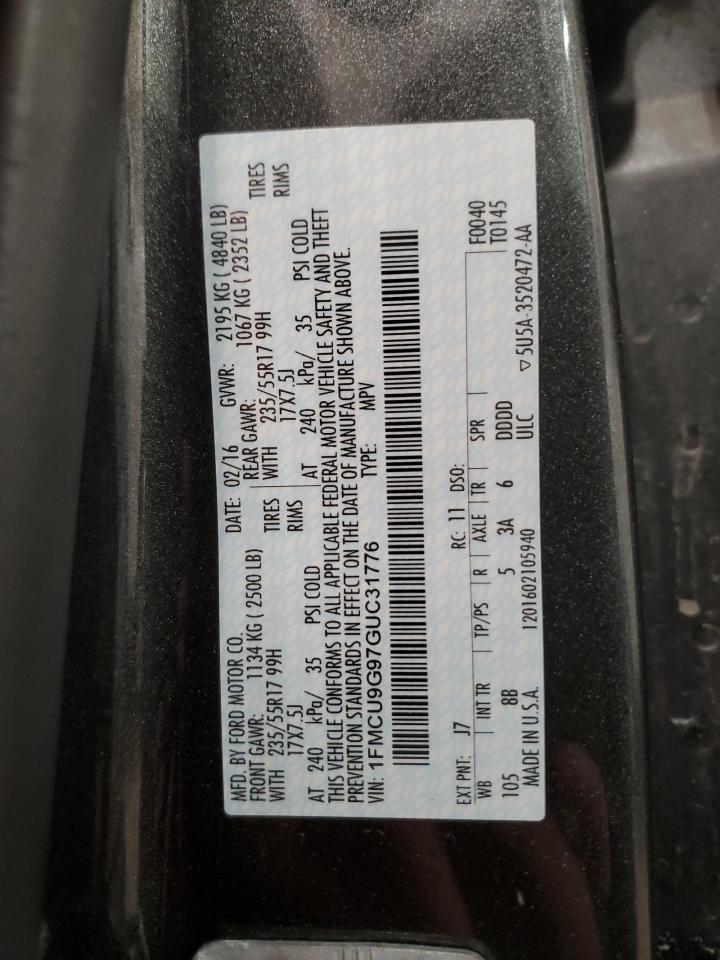 MFD. BY FORD MOTOR CO. DATE: 02/16 GVWR: 2195 KG ( 4840 LB)
FRONT GAWR: 1134 KG ( 2500 LB) REAR GAWR: 1067 KG ( 2352 LB)
WITH 235/55R17 99H TIRES WITH 235/55R17 99H TIRES
17X7.5J RIMS 17X7.5J RIMS
AT 240 kPa/ 35 PSI COLD AT 240 kPa/ 35 PSI COLD
THIS VEHICLE CONFORMS TO ALL APPLICABLE FEDERAL MOTOR VEHICLE SAFETY AND THEFT
PREVENTION STANDARDS IN EFFECT ON THE DATE OF MANUFACTURE SHOWN ABOVE.
VIN: 1FMCU9G97GUC31776 TYPE: MPV
EXT PNT: J7 RC: 11 DSO: F0040
WB INT TR TP/PS R AXLE TR SPR T0145
105 8B 5 3A 6 DDDD
MADE IN U.S.A. 1201602105940 ULC ▽ 5U5A-3520472-AA